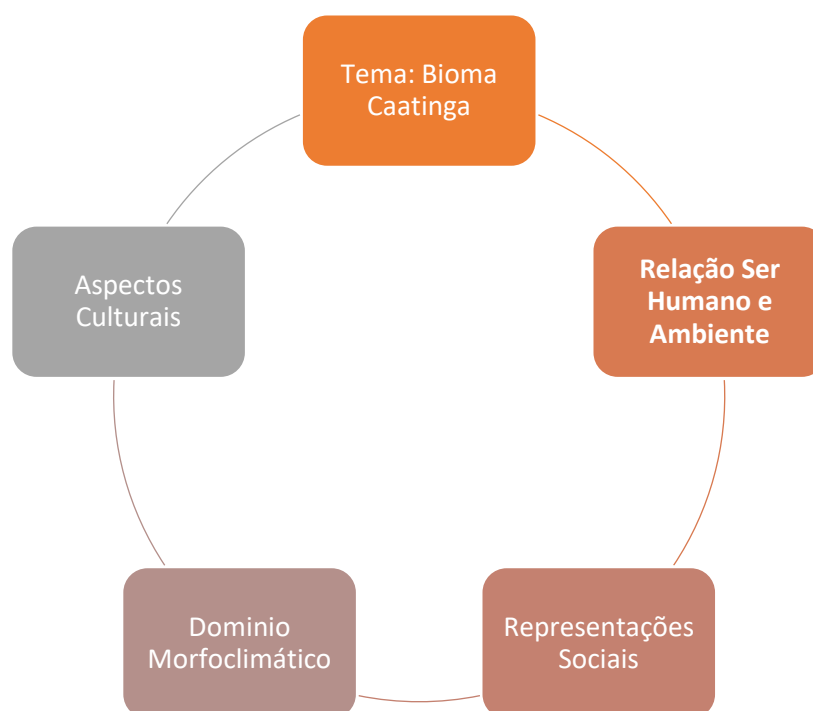 Tema: Bioma
Caatinga
Relação Ser
Humano e
Ambiente
Representações
Sociais
Dominio
Morfoclimático
Aspectos
Culturais